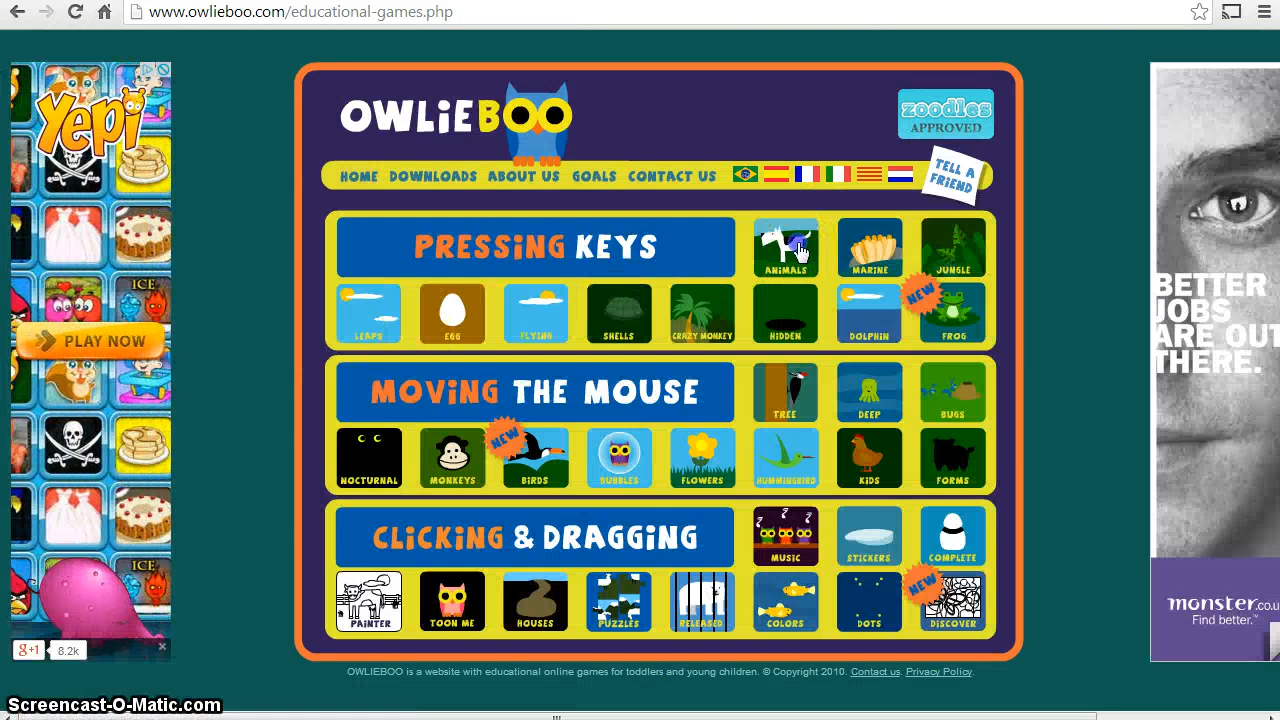 www.owlieboo.com/educational-games.php
Yepi
ICE
PLAY NOW
ICE
g+1 8.2k
OWLiEBOO
zoodles
APPROVED
HOME DOWNLOADS ABOUT US GOALS CONTACT US
TELL A
FRiEND
PRESSiNG KEYS
ANiMALS
MARiNE
JUNGLE
NEW
LEAPS
EGG
FLYiNG
SHELLS
CRAZY MONKEY
HiDDEN
DOLPHiN
FROG
MOViNG THE MOUSE
TREE
DEEP
BUGS
NEW
NOCTURNAL
MONKEYS
BiRDS
BUBBLES
FLOWERS
HUMMiNGBiRD
KiDS
FORMS
CLiCKiNG & DRAGGiNG
MUSiC
STiCKERS
COMPLETE
NEW
PAiNTER
TOON ME
HOUSES
PUZZLES
RELEASED
COLORS
DOTS
DiSCOVER
OWLIEBOO is a website with educational online games for toddlers and young children. © Copyright 2010. Contact us. Privacy Policy.
BETTER
JOBS
ARE OUT
THERE.
monster.co.u
Find better.™
Screencast-O-Matic.com